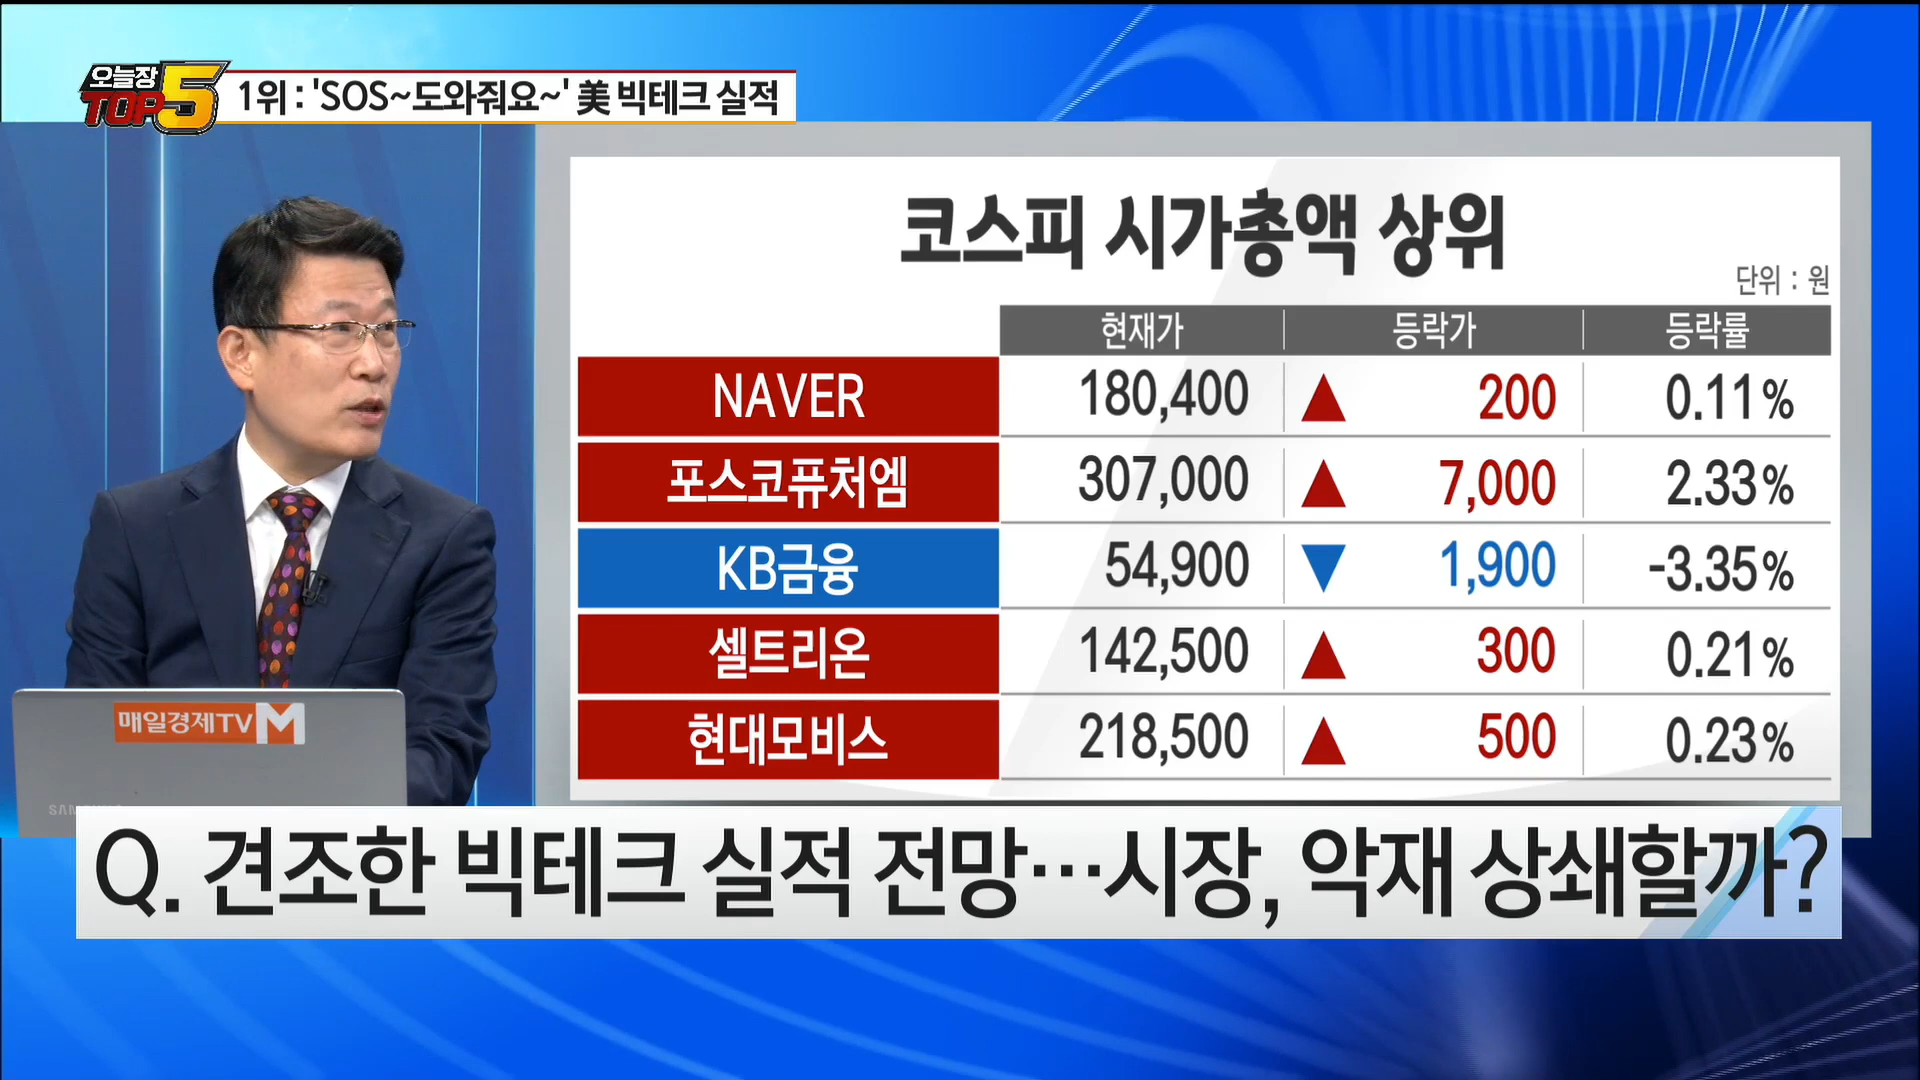 오늘장
TOP5
1위 : 'SOS~도와줘요~' 美 빅테크 실적
코스피 시가총액 상위
단위 : 원
현재가 등락가 등락률
NAVER 180,400 ▲ 200 0.11%
포스코퓨처엠 307,000 ▲ 7,000 2.33%
KB금융 54,900 ▼ 1,900 -3.35%
셀트리온 142,500 ▲ 300 0.21%
현대모비스 218,500 ▲ 500 0.23%
매일경제TV M
Q. 견조한 빅테크 실적 전망…시장, 악재 상쇄할까?